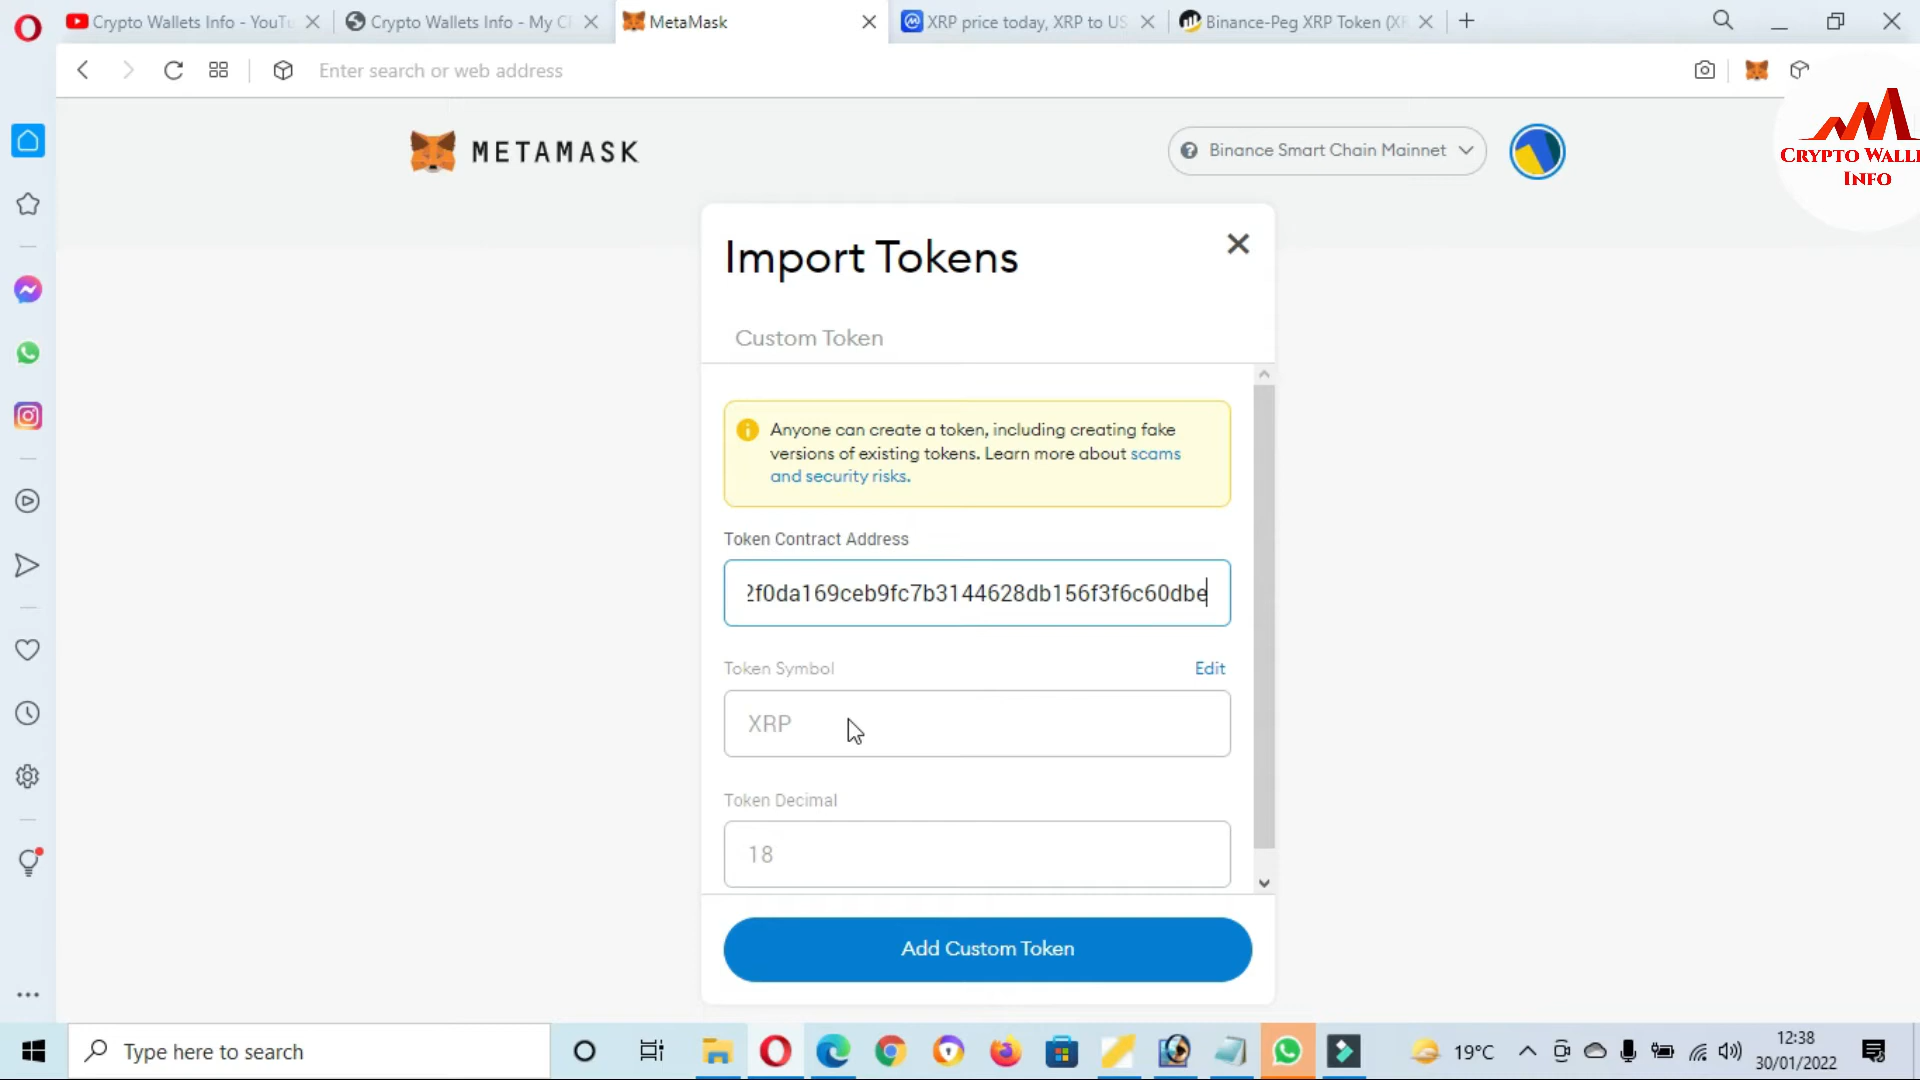 Crypto Wallets Info - YouTu
Crypto Wallets Info - My C
MetaMask
XRP price today, XRP to US
Binance-Peg XRP Token (XR
Enter search or web address
CRYPTO WALLE
INFO
METAMASK
Binance Smart Chain Mainnet
Import Tokens
Custom Token
Anyone can create a token, including creating fake
versions of existing tokens. Learn more about scams
and security risks.
Token Contract Address
2f0da169ceb9fc7b3144628db156f3f6c60dbe
Token Symbol
Edit
XRP
Token Decimal
18
Add Custom Token
Type here to search
19°C
12:38
30/01/2022